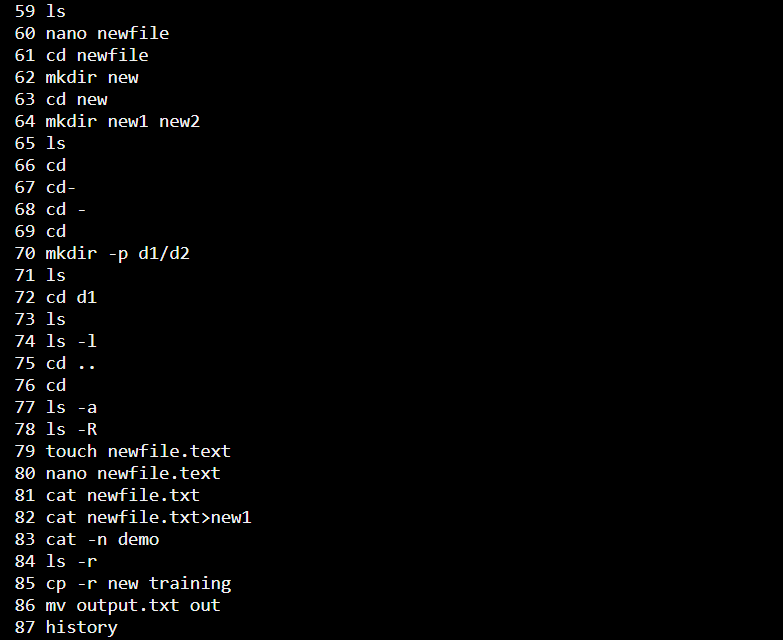 59 ls
60 nano newfile
61 cd newfile
62 mkdir new
63 cd new
64 mkdir new1 new2
65 ls
66 cd
67 cd-
68 cd -
69 cd
70 mkdir -p d1/d2
71 ls
72 cd d1
73 ls
74 ls -l
75 cd ..
76 cd
77 ls -a
78 ls -R
79 touch newfile.text
80 nano newfile.text
81 cat newfile.txt
82 cat newfile.txt>new1
83 cat -n demo
84 ls -r
85 cp -r new training
86 mv output.txt out
87 history